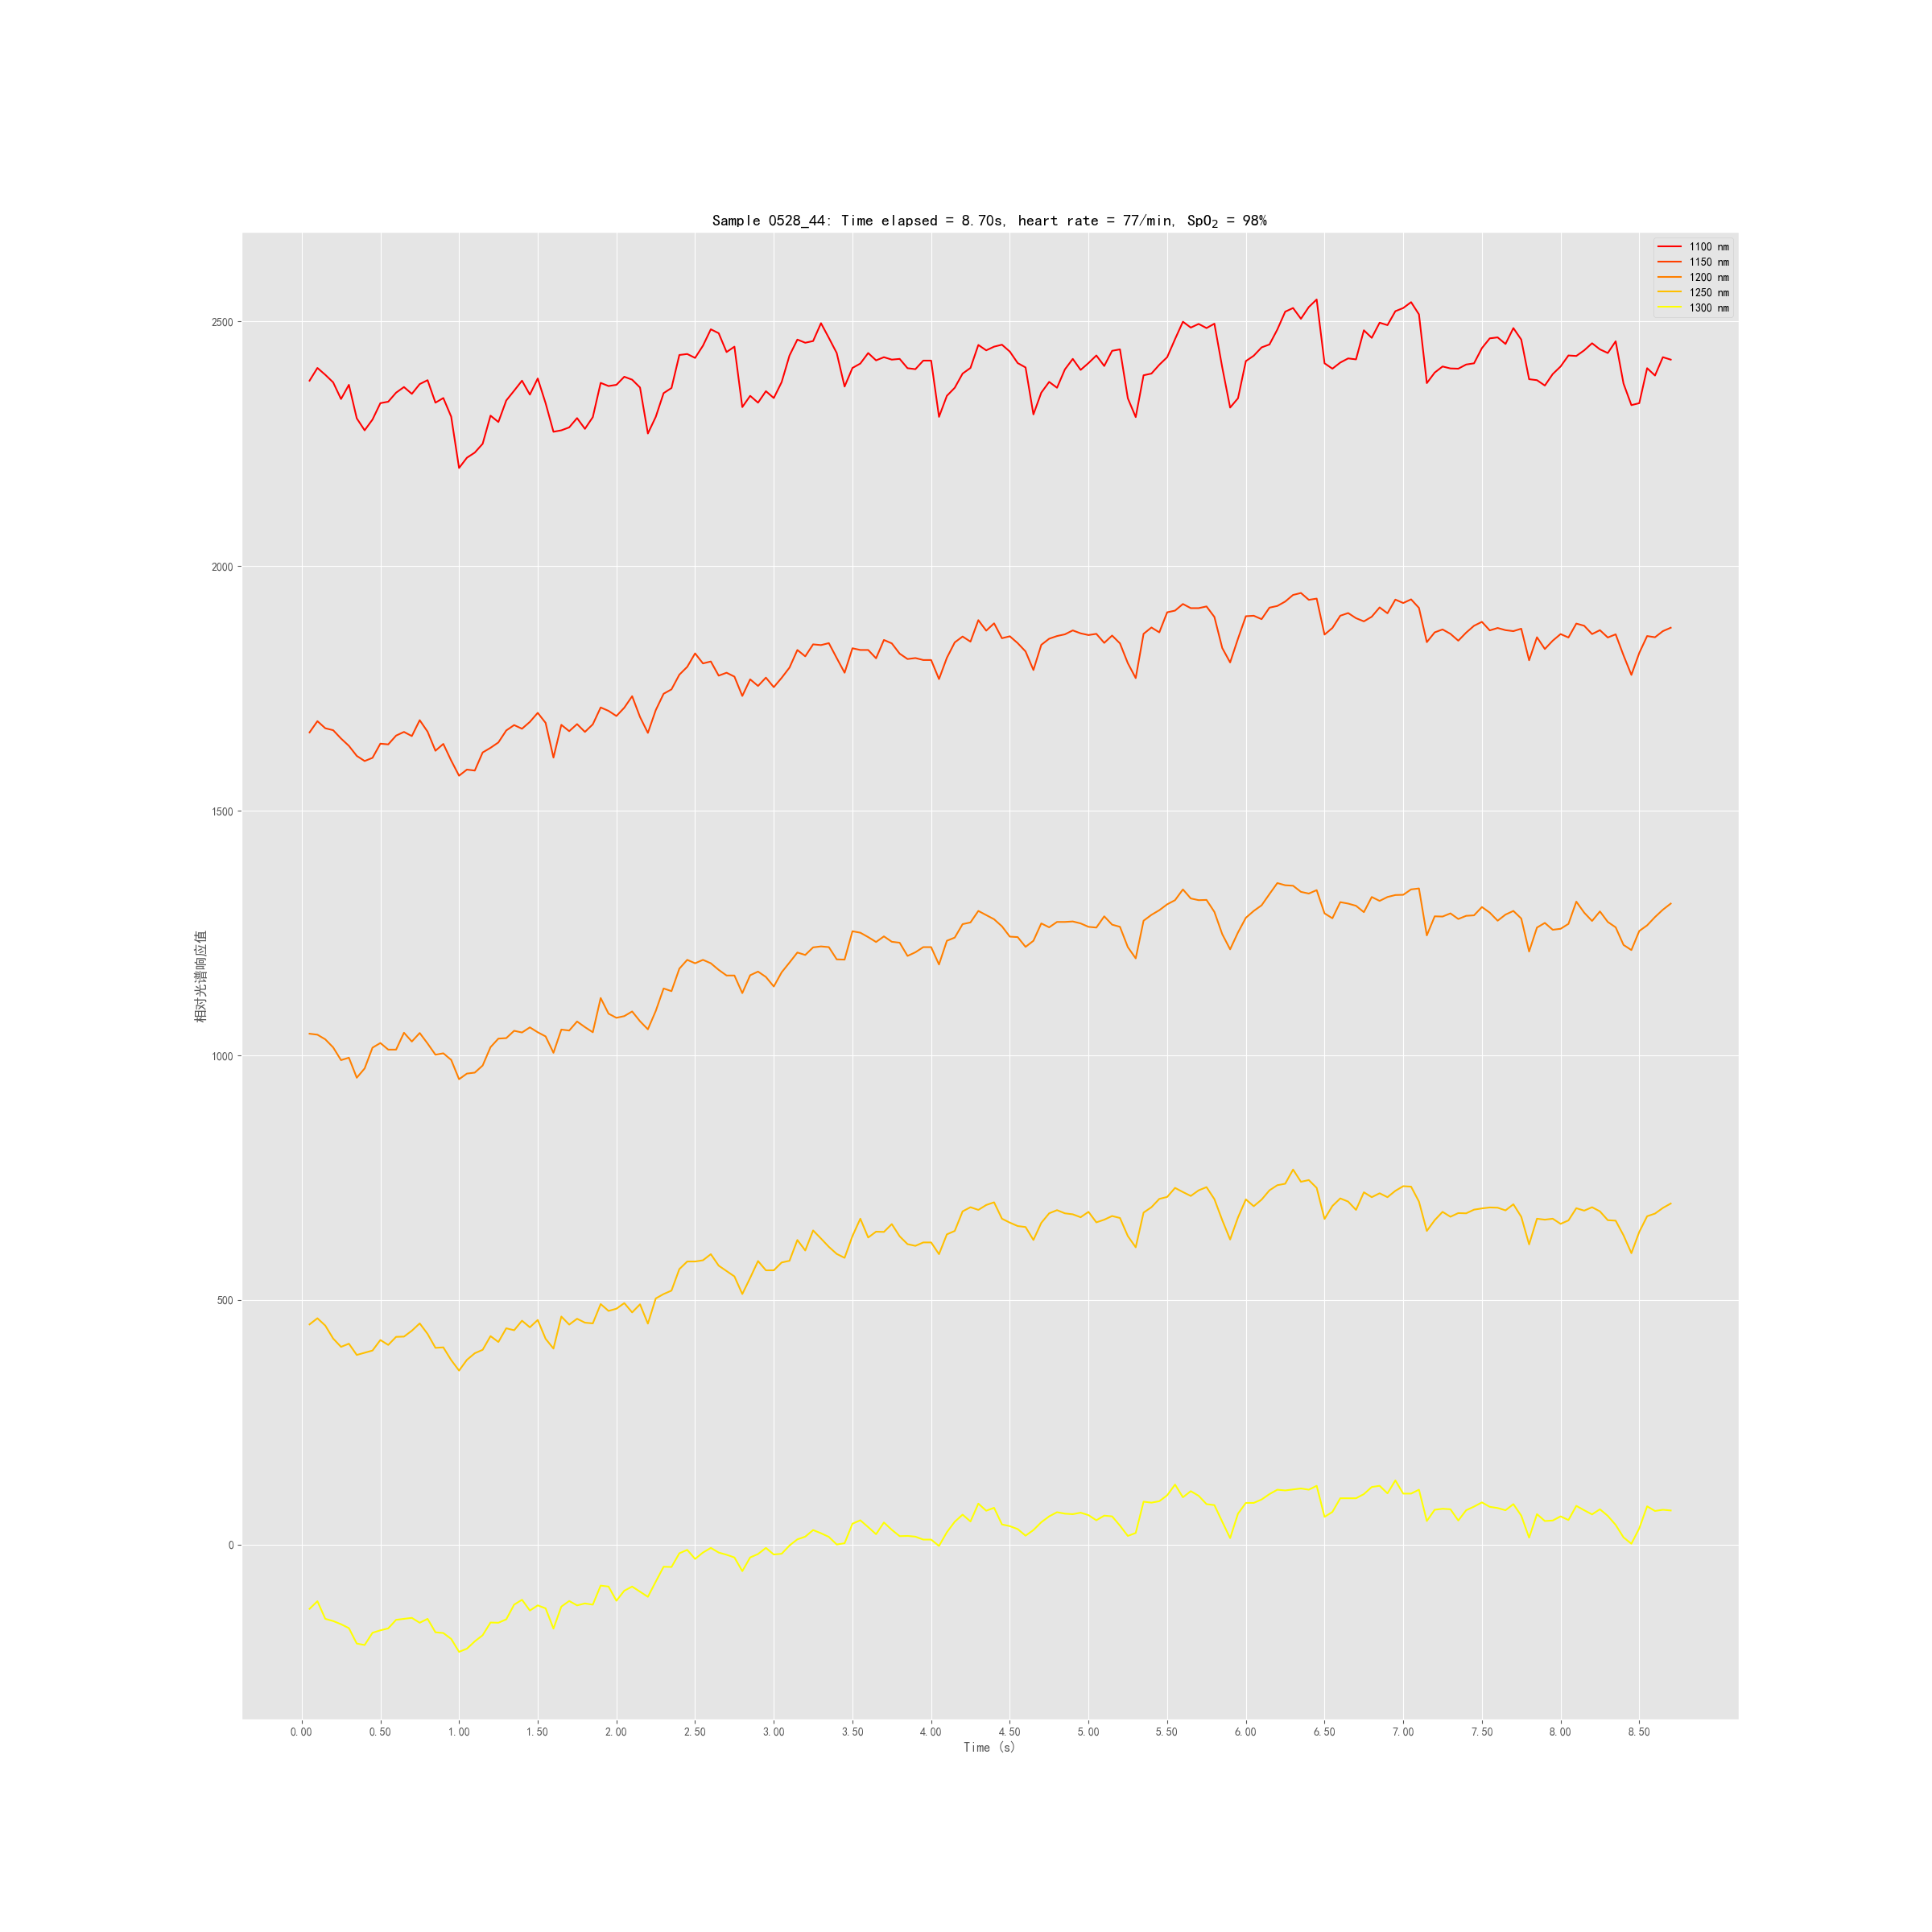 Sample 0528_44: Time elapsed = 8.70s, heart rate = 77/min, SpO₂ = 98%
1100 nm
1150 nm
1200 nm
1250 nm
1300 nm
2500
2000
1500
1000
500
0
相对光谱响应值
0.00 0.50 1.00 1.50 2.00 2.50 3.00 3.50 4.00 4.50 5.00 5.50 6.00 6.50 7.00 7.50 8.00 8.50
Time (s)